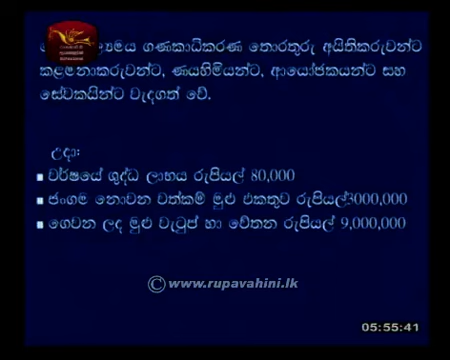 ගණකාධිකරණ තොරතුරු අයිතිකරුවන්ට
කළමනාකරුවන්ට, ණයහිමියන්ට, ආයෝජකයන්ට සහ
සේවකයින්ට වැදගත් වේ.
උදා:
වර්ෂයේ ශුද්ධ ලාභය රුපියල් 80,000
ජංගම නොවන වත්කම් මුළු එකතුව රුපියල්3000,000
ගෙවන ලද මුළු වැටුප් හා වේතන රුපියල් 9,000,000
© www.rupavahini.lk
05:55:41